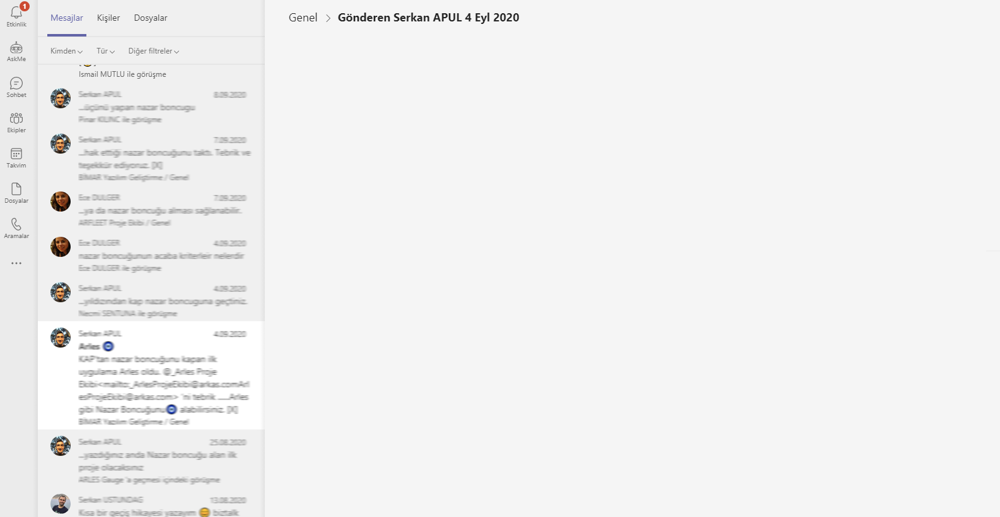 1
Etkinlik
AskMe
Sohbet
Ekipler
Takvim
Dosyalar
Aramalar
Mesajlar Kişiler Dosyalar
Kimden Tür Diğer filtreler
Ismail MUTLU ile görüşme
Serkan APUL 8.09.2020
...üçünü yapan nazar boncugu
Pinar KILINC ile görüşme
Serkan APUL 7.09.2020
...hak ettiği nazar boncuğunu taktı. Tebrik ve
teşekkür ediyoruz. [X]
BİMAR Yazılım Geliştirme / Genel
Ece DULGER 7.09.2020
...ya da nazar boncuğu alması sağlanabilir.
ARFLEET Proje Ekibi / Genel
Ece DULGER 4.09.2020
nazar boncuğunun acaba kriterleir nelerdir
Ece DULGER ile görüşme
Serkan APUL 4.09.2020
...yıldızından kap nazar boncuguna geçtiniz.
Necmi SENTUNA ile görüşme
Serkan APUL 4.09.2020
Arles 🧿
KAP'tan nazar boncuğunu kapan ilk
uygulama Arles oldu. @_Arles Proje
Ekibi<mailto:_ArlesProjeEkibi@arkas.comArl
esProjeEkibi@arkas.com> 'ni tebrik ......Arles
gibi Nazar Boncuğunu🧿 alabilirsiniz. [X]
BİMAR Yazılım Geliştirme / Genel
Serkan APUL 25.08.2020
...yazdığınız anda Nazar boncuğu alan ilk
proje olacaksınız
ARLES Gauge 'a geçmesi içindeki görüşme
Serkan USTUNDAG 13.08.2020
Kısa bir geçiş hikayesi yazayım 😊 biztalk
Genel > Gönderen Serkan APUL 4 Eyl 2020